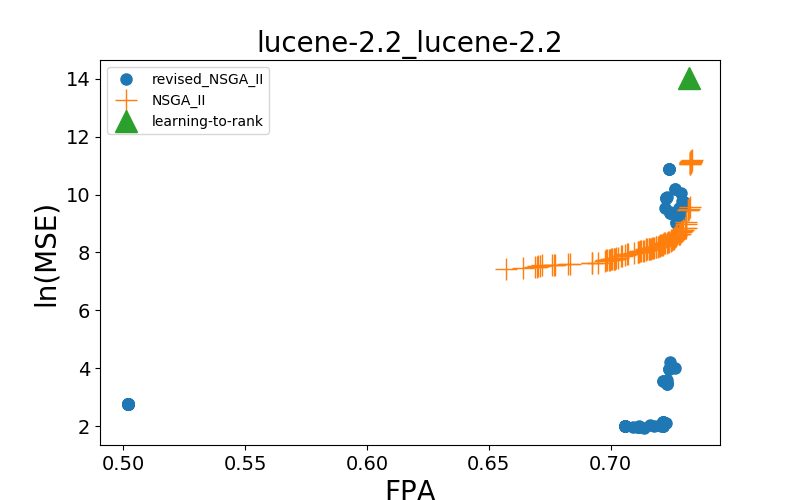 lucene-2.2_lucene-2.2
revised_NSGA_II
NSGA_II
learning-to-rank
ln(MSE)
14
12
10
8
6
4
2
0.50 0.55 0.60 0.65 0.70
FPA